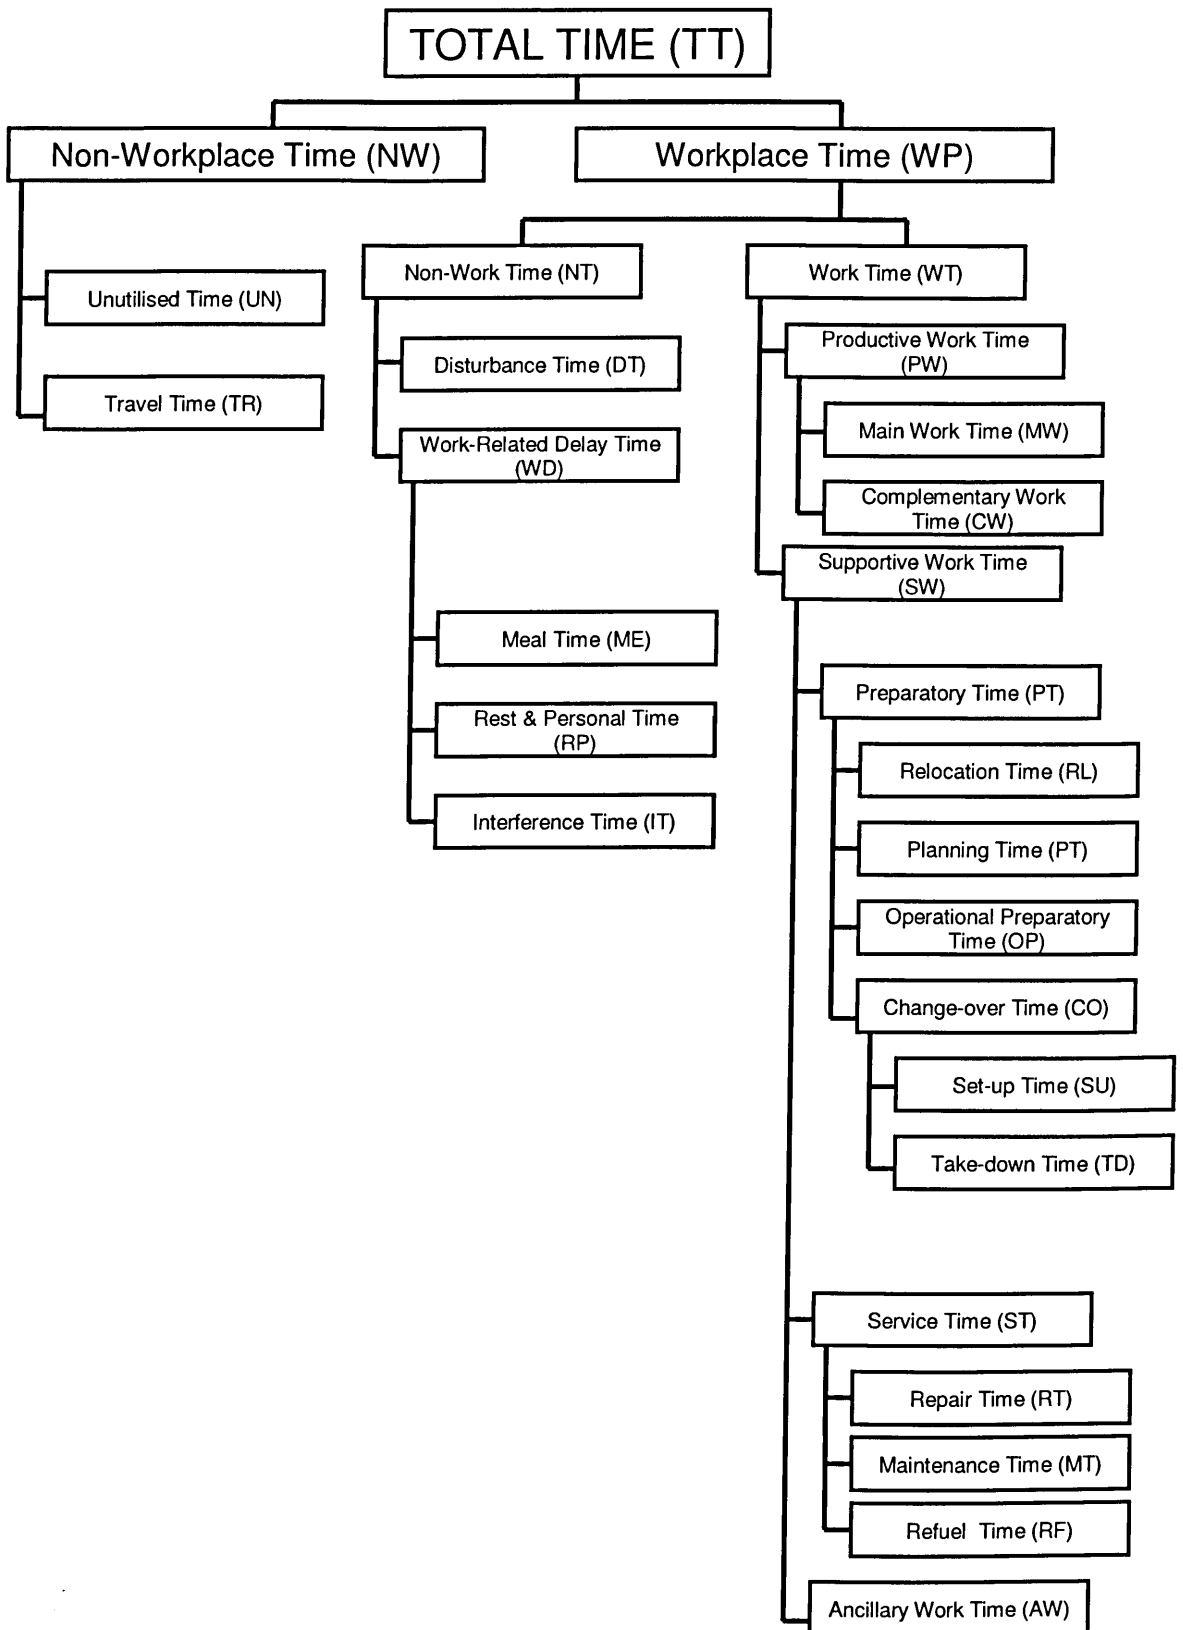 TOTAL TIME (TT)
Non-Workplace Time (NW)
Workplace Time (WP)
Unutilised Time (UN)
Travel Time (TR)
Non-Work Time (NT)
Disturbance Time (DT)
Work-Related Delay Time
(WD)
Meal Time (ME)
Rest & Personal Time
(RP)
Interference Time (IT)
Work Time (WT)
Productive Work Time
(PW)
Main Work Time (MW)
Complementary Work
Time (CW)
Supportive Work Time
(SW)
Preparatory Time (PT)
Relocation Time (RL)
Planning Time (PT)
Operational Preparatory
Time (OP)
Change-over Time (CO)
Set-up Time (SU)
Take-down Time (TD)
Service Time (ST)
Repair Time (RT)
Maintenance Time (MT)
Refuel Time (RF)
Ancillary Work Time (AW)